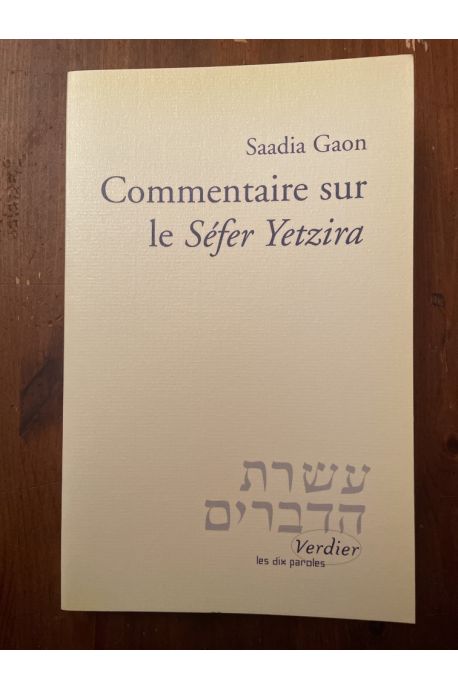 Saadia Gaon
Commentaire sur
le Séfer Yetzira
עשרת
הדברים
Verdier
les dix paroles